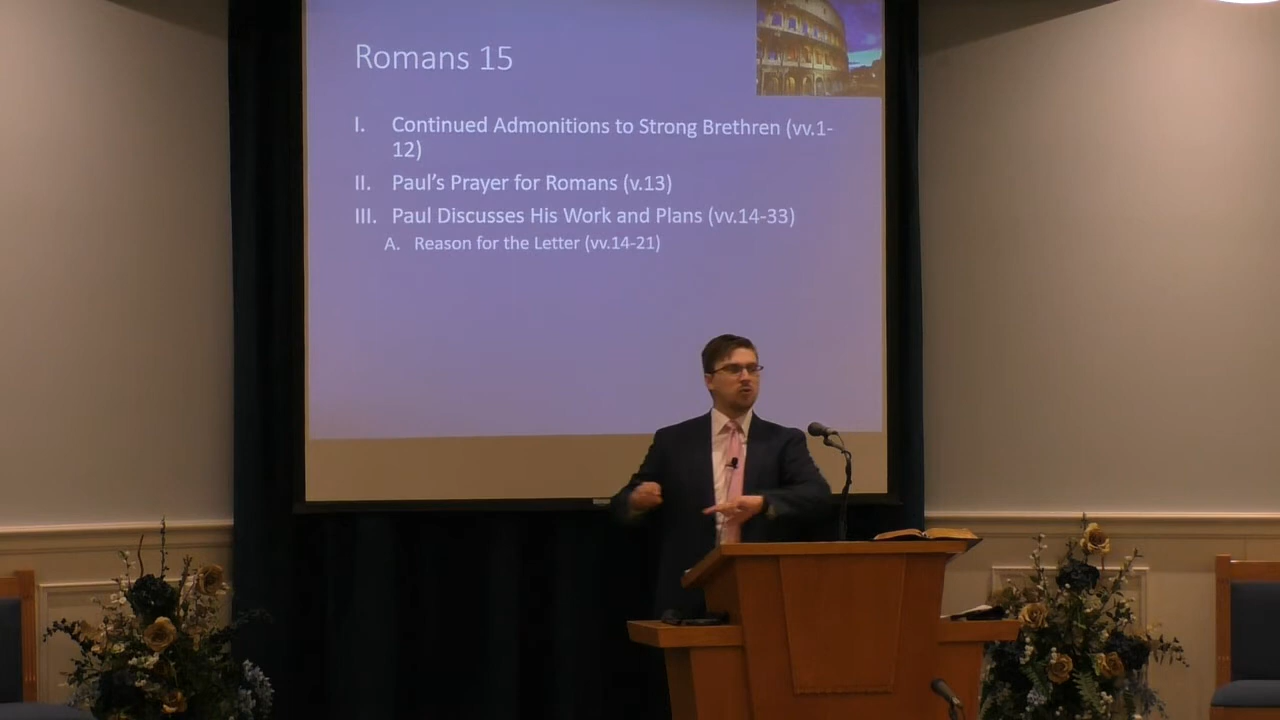 Romans 15
I. Continued Admonitions to Strong Brethren (vv.1-
12)
II. Paul's Prayer for Romans (v.13)
III. Paul Discusses His Work and Plans (vv.14-33)
A. Reason for the Letter (vv.14-21)